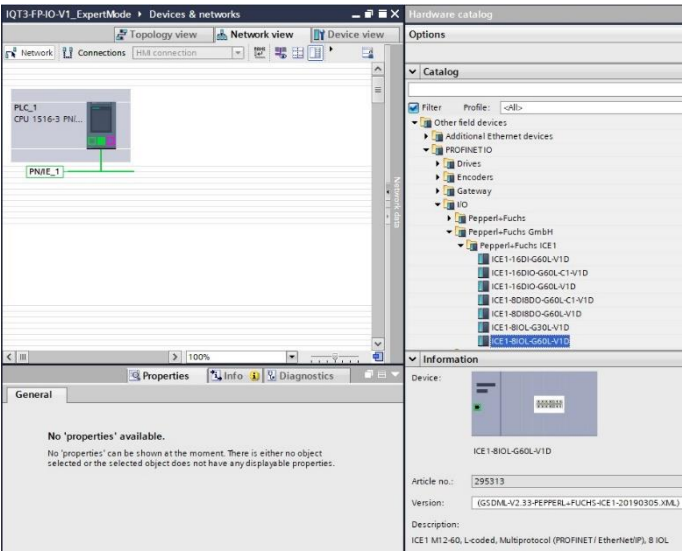 IQT3-FP-IO-V1_ExpertMode ▸ Devices & networks
Topology view
Network view
Device view
Network
Connections
HMI connection
PLC_1
CPU 1516-3 PN/...
PN/IE_1
Network data
100%
Properties
Info
Diagnostics
General
No 'properties' available.
No 'properties' can be shown at the moment. There is either no object
selected or the selected object does not have any displayable properties.
Hardware catalog
Options
Catalog
Filter Profile: <All>
Other field devices
Additional Ethernet devices
PROFINET IO
Drives
Encoders
Gateway
I/O
Pepperl+Fuchs
Pepperl+Fuchs GmbH
Pepperl+Fuchs ICE1
ICE1-16DI-G60L-V1D
ICE1-16DIO-G60L-C1-V1D
ICE1-16DIO-G60L-V1D
ICE1-8DI8DO-G60L-C1-V1D
ICE1-8DI8DO-G60L-V1D
ICE1-8IOL-G30L-V1D
ICE1-8IOL-G60L-V1D
Information
Device:
ICE1-8IOL-G60L-V1D
Article no.: 295313
Version: (GSDML-V2.33-PEPPERL+FUCHS-ICE1-20190305.XML)
Description:
ICE1 M12-60, L-coded, Multiprotocol (PROFINET / EtherNet/IP), 8 IOL